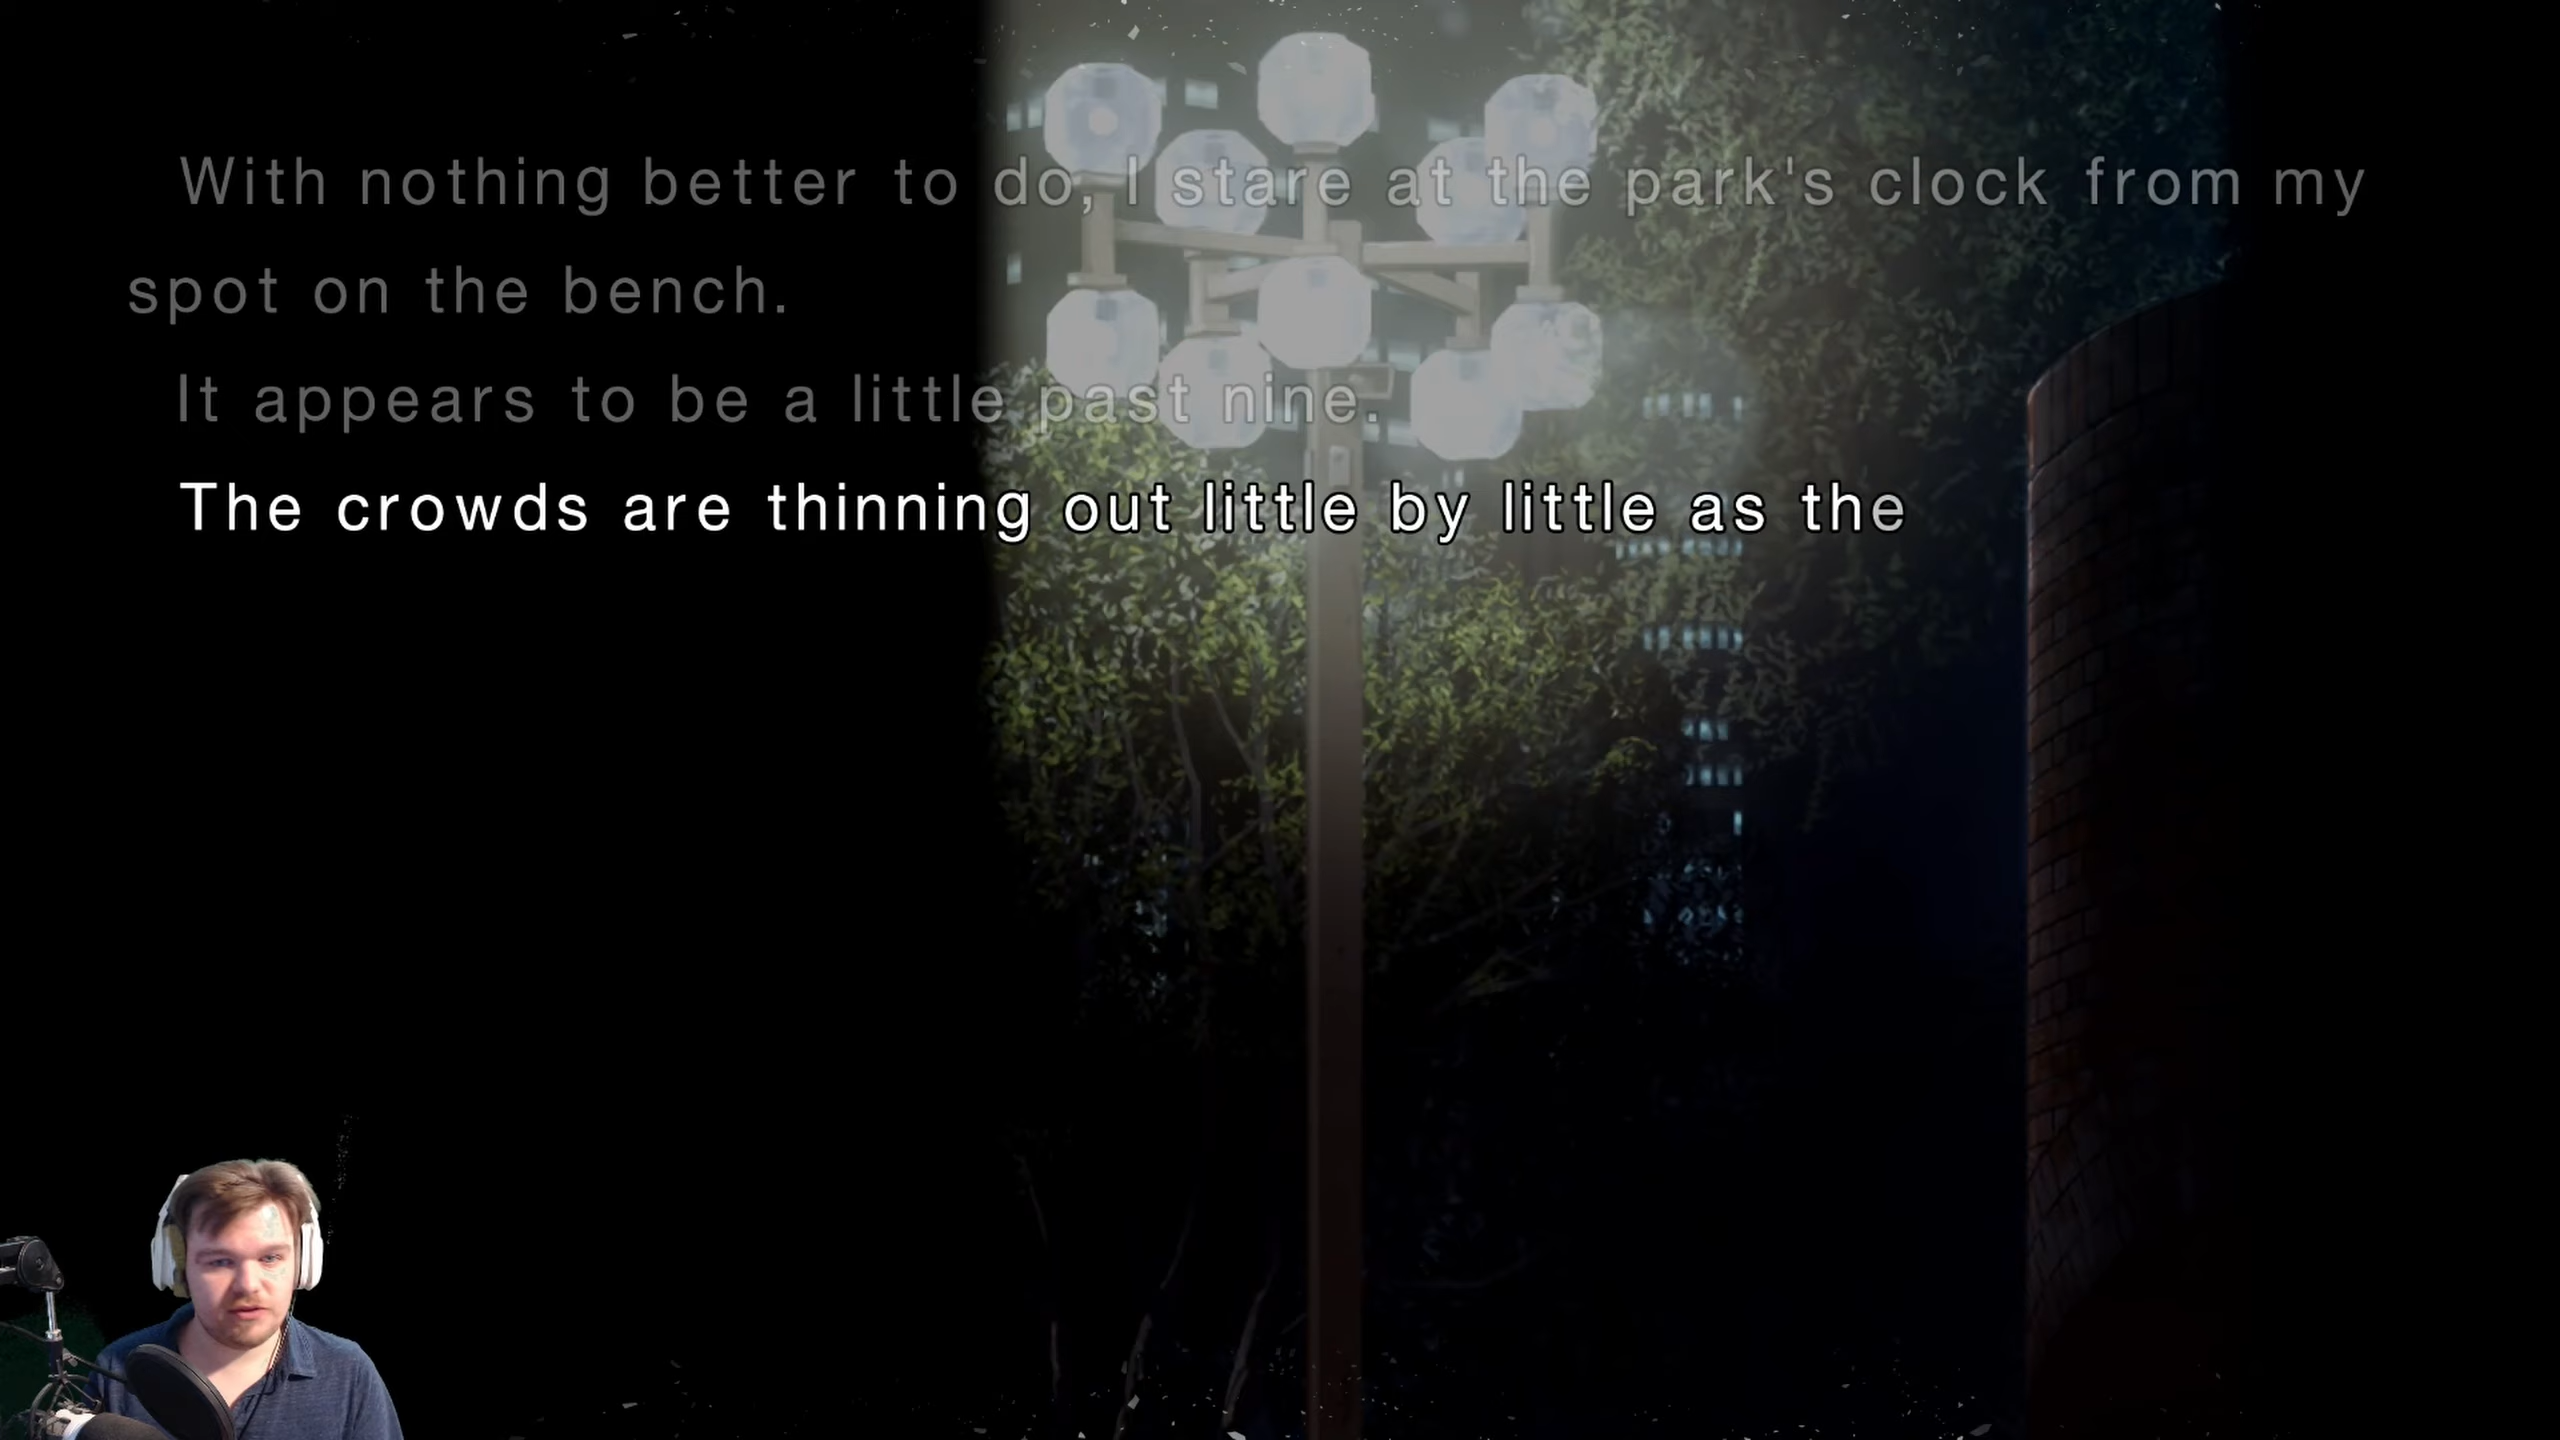 With nothing better to do, I stare at the park's clock from my
spot on the bench.
It appears to be a little past nine.
The crowds are thinning out little by little as the